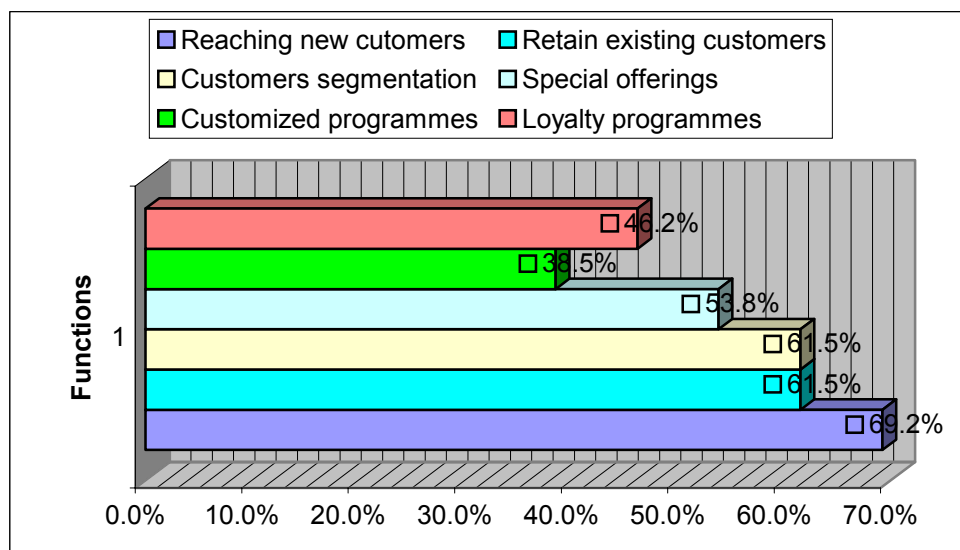 Reaching new cutomers Retain existing customers
Customers segmentation Special offerings
Customized programmes Loyalty programmes
46.2%
38.5%
53.8%
61.5%
61.5%
69.2%
Functions
1
0.0% 10.0% 20.0% 30.0% 40.0% 50.0% 60.0% 70.0%